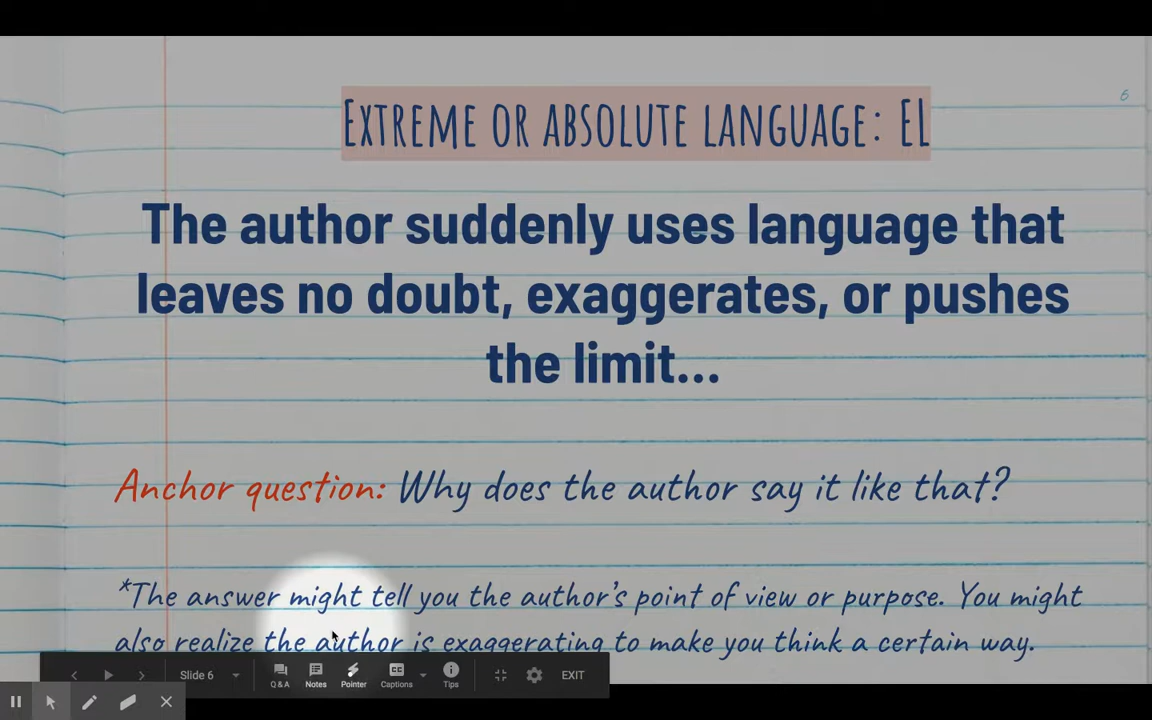 6
Extreme or absolute language: EL
The author suddenly uses language that
leaves no doubt, exaggerates, or pushes
the limit...
Anchor question: Why does the author say it like that?
*The answer might tell you the author's point of view or purpose. You might
also realize the author is exaggerating to make you think a certain way.
Slide 6
Q&A
Notes
Pointer
CC
Captions
Tips
EXIT